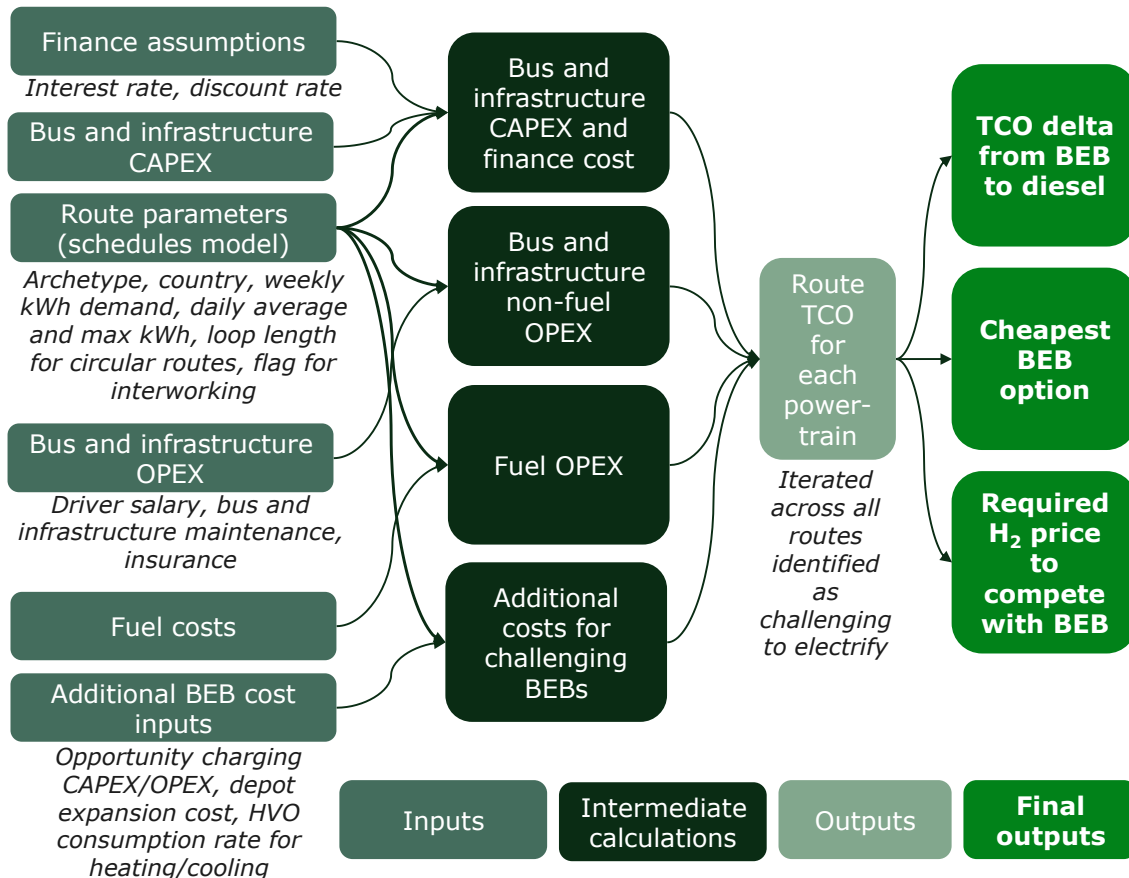 Finance assumptions
Interest rate, discount rate
Bus and infrastructure
CAPEX
Route parameters
(schedules model)
Archetype, country, weekly
kWh demand, daily average
and max kWh, loop length
for circular routes, flag for
interworking
Bus and infrastructure
OPEX
Driver salary, bus and
infrastructure maintenance,
insurance
Fuel costs
Additional BEB cost
inputs
Opportunity charging
CAPEX/OPEX, depot
expansion cost, HVO
consumption rate for
heating/cooling
Bus and
infrastructure
CAPEX and
finance cost
Bus and
infrastructure
non-fuel
OPEX
Fuel OPEX
Additional
costs for
challenging
BEBs
Route
TCO
for
each
power-
train
Iterated
across all
routes
identified
as
challenging
to electrify
TCO delta
from BEB
to diesel
Cheapest
BEB
option
Required
H₂ price
to
compete
with BEB
Inputs
Intermediate
calculations
Outputs
Final
outputs